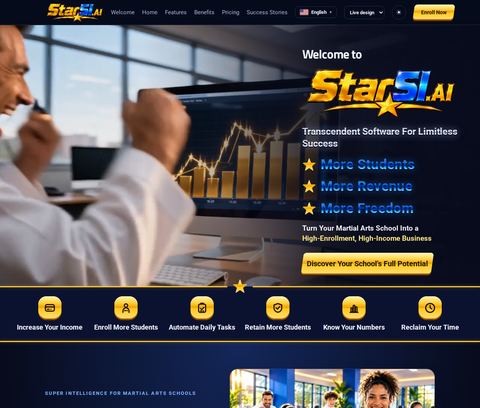 StarSI.AI
Welcome
Home
Features
Benefits
Pricing
Success Stories
English
Live design
Enroll Now
Welcome to
StarSI.AI
Transcendent Software For Limitless
Success
More Students
More Revenue
More Freedom
Turn Your Martial Arts School Into a
High-Enrollment, High-Income Business
Discover Your School's Full Potential
Increase Your Income
Enroll More Students
Automate Daily Tasks
Retain More Students
Know Your Numbers
Reclaim Your Time
SUPER INTELLIGENCE FOR MARTIAL ARTS SCHOOLS